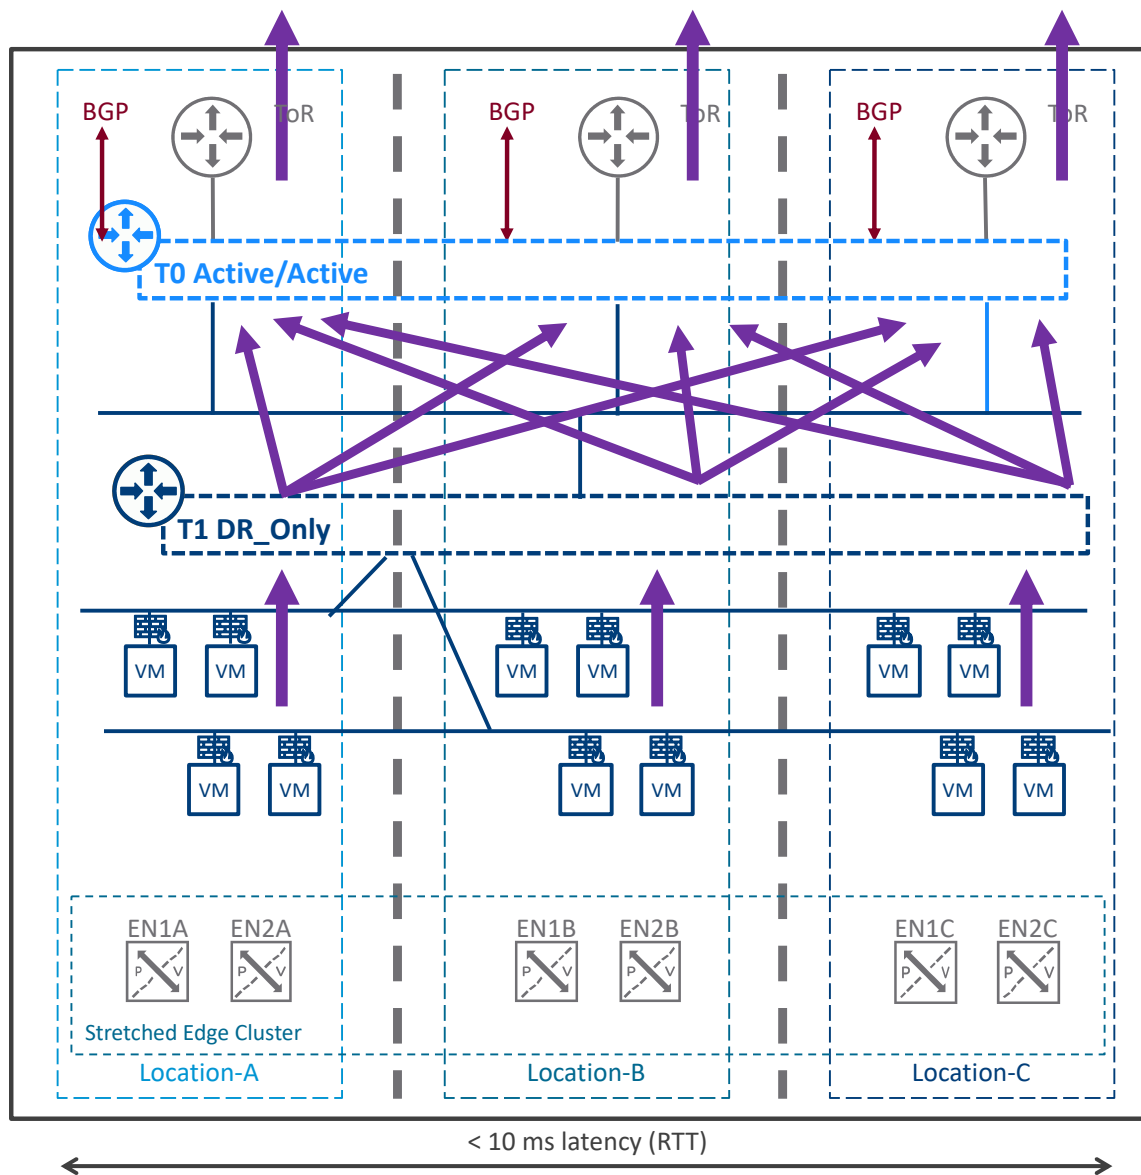 BGP
ToR
BGP
ToR
BGP
ToR
T0 Active/Active
T1 DR_Only
VM
VM
VM
VM
VM
VM
VM
VM
VM
VM
VM
VM
EN1A
EN2A
EN1B
EN2B
EN1C
EN2C
P
V
P
V
P
V
P
V
P
V
P
V
Stretched Edge Cluster
Location-A
Location-B
Location-C
< 10 ms latency (RTT)